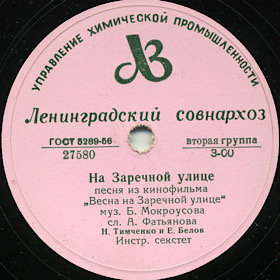 УПРАВЛЕНИЕ ХИМИЧЕСКОЙ ПРОМЫШЛЕННОСТИ
ЛЗ
Ленинградский совнархоз
ГОСТ 5289-56 вторая группа
27580 3-00
На Заречной улице
песня из кинофильма
„Весна на Заречной улице"
муз. Б. Мокроусова
сл. А. Фатьянова
Н. Тимченко и Е. Белов
Инстр. секстет